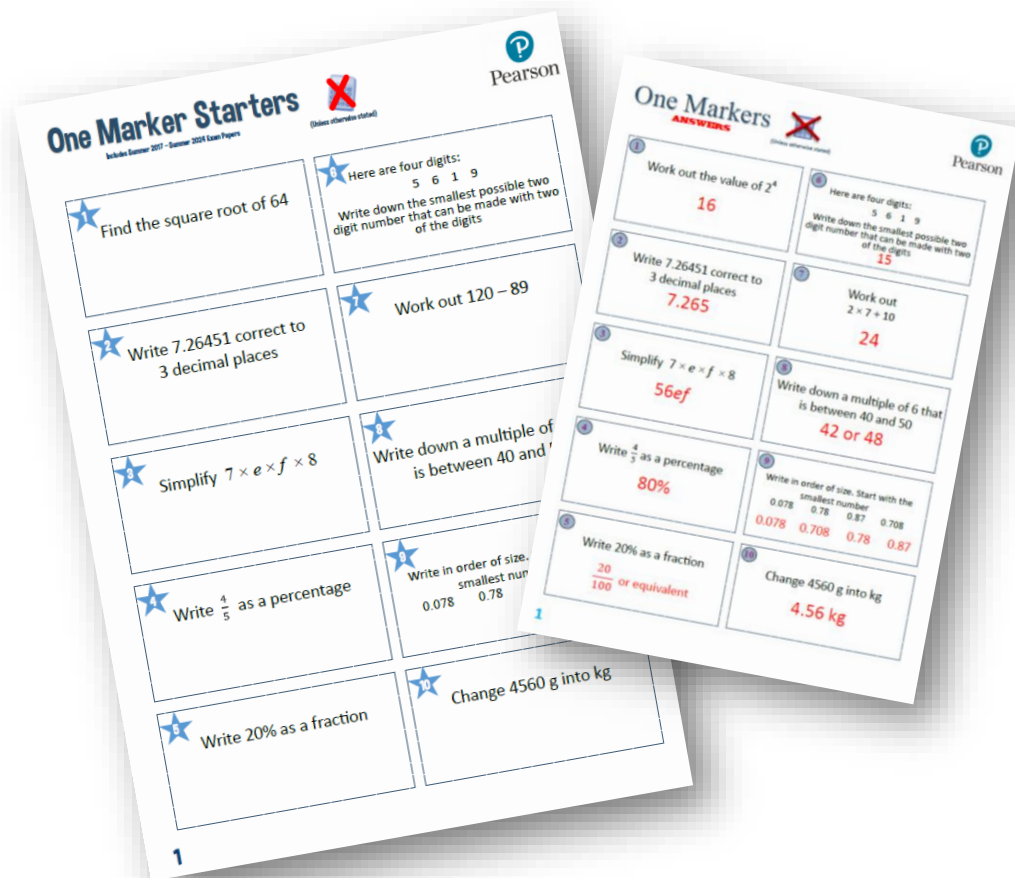 Pearson
One Marker Starters
(Unless otherwise stated)
Includes Summer 2017 – Summer 2024 Exam Papers
1
Find the square root of 64
2
Write 7.26451 correct to
3 decimal places
3
Simplify 7 × e × f × 8
4
Write 4/5 as a percentage
5
Write 20% as a fraction
6
Here are four digits:
5 6 1 9
Write down the smallest possible two
digit number that can be made with two
of the digits
7
Work out 120 – 89
8
Write down a multiple of
is between 40 and
9
Write in order of size.
smallest num
0.078 0.78
10
Change 4560 g into kg
1
One Markers
ANSWERS
(Unless otherwise stated)
Pearson
1
Work out the value of 2⁴
16
2
Write 7.26451 correct to
3 decimal places
7.265
3
Simplify 7 × e × f × 8
56ef
4
Write 4/5 as a percentage
80%
5
Write 20% as a fraction
20/100 or equivalent
6
Here are four digits:
5 6 1 9
Write down the smallest possible two
digit number that can be made with two
of the digits
15
7
Work out
2 × 7 + 10
24
8
Write down a multiple of 6 that
is between 40 and 50
42 or 48
9
Write in order of size. Start with the
smallest number
0.078 0.78 0.87 0.708
0.078 0.708 0.78 0.87
10
Change 4560 g into kg
4.56 kg
1